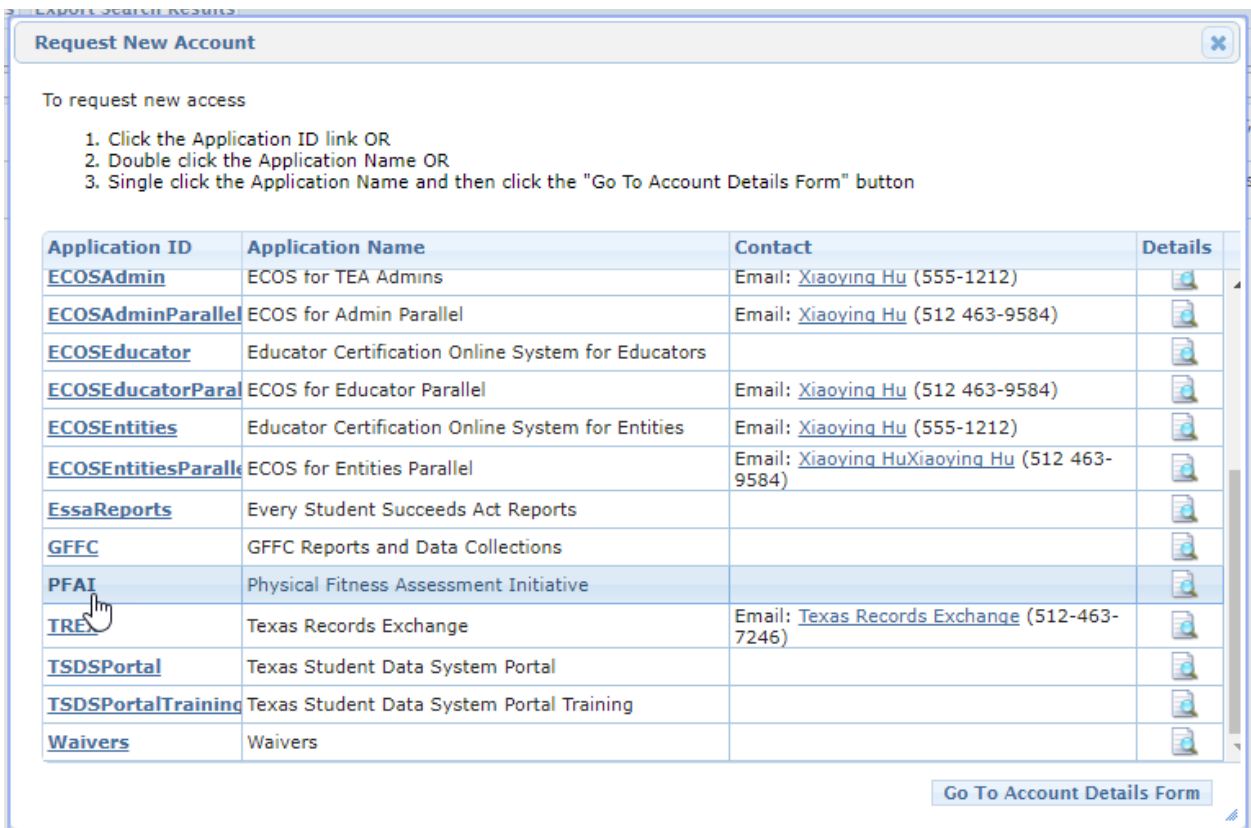 Export Search Results
Request New Account
To request new access
1. Click the Application ID link OR
2. Double click the Application Name OR
3. Single click the Application Name and then click the "Go To Account Details Form" button
Application ID Application Name Contact Details
ECOSAdmin ECOS for TEA Admins Email: Xiaoying Hu (555-1212)
ECOSAdminParallel ECOS for Admin Parallel Email: Xiaoying Hu (512 463-9584)
ECOSEducator Educator Certification Online System for Educators
ECOSEducatorParal ECOS for Educator Parallel Email: Xiaoying Hu (512 463-9584)
ECOSEntities Educator Certification Online System for Entities Email: Xiaoying Hu (555-1212)
ECOSEntitiesParalle ECOS for Entities Parallel Email: Xiaoying HuXiaoying Hu (512 463-
9584)
EssaReports Every Student Succeeds Act Reports
GFFC GFFC Reports and Data Collections
PFAI Physical Fitness Assessment Initiative
TREX Texas Records Exchange Email: Texas Records Exchange (512-463-
7246)
TSDSPortal Texas Student Data System Portal
TSDSPortalTraining Texas Student Data System Portal Training
Waivers Waivers
Go To Account Details Form